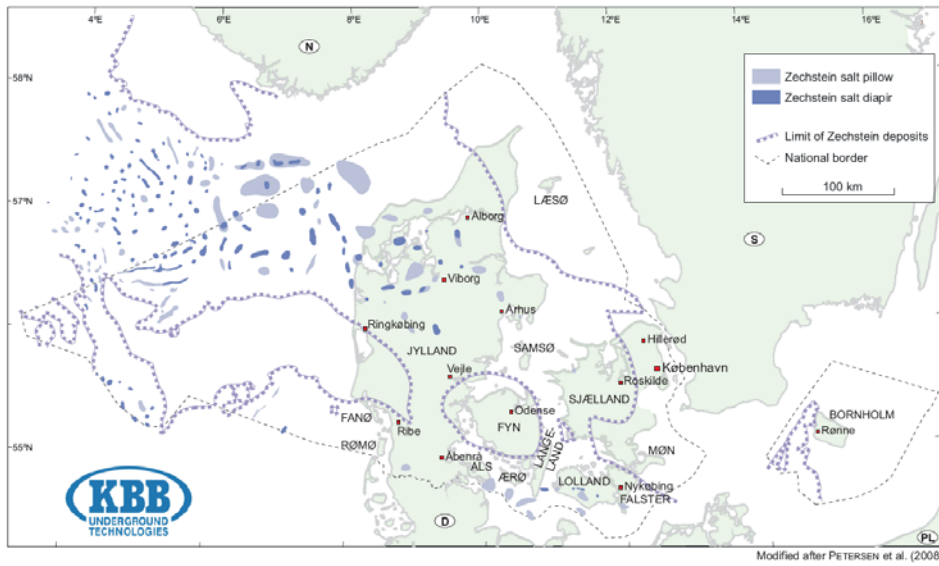 4°E 6°E 8°E 10°E 12°E 14°E 16°E
N
58°N
Zechstein salt pillow
Zechstein salt diapir
Limit of Zechstein deposits
National border
100 km
57°N
LÆSØ
Ålborg
S
Viborg
Århus
Ringkøbing
Hillerød
JYLLAND
SAMSØ
København
Vejle
Roskilde
SJÆLLAND
FANØ
Odense
BORNHOLM
FYN
Ribe
Rønne
RØMØ
55°N
LANGE-
LAND
MØN
Åbenrå
ALS
ÆRØ
LOLLAND
Nykøbing
FALSTER
KBB
UNDERGROUND
TECHNOLOGIES
D
PL
Modified after PETERSEN et al. (2008